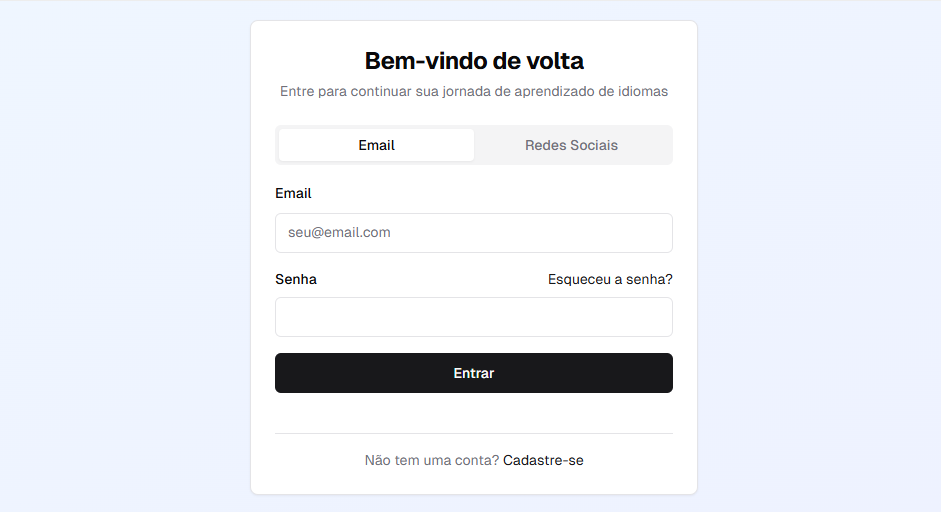 Bem-vindo de volta
Entre para continuar sua jornada de aprendizado de idiomas
Email
Redes Sociais
Email
seu@email.com
Senha
Esqueceu a senha?
Entrar
Não tem uma conta? Cadastre-se